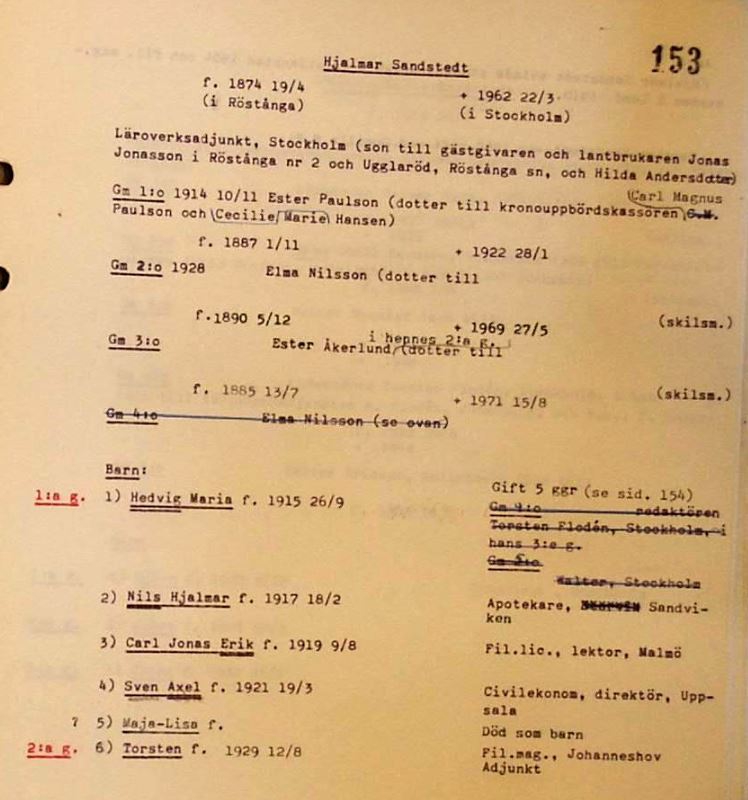 153
Hjalmar Sandstedt
f. 1874 19/4 + 1962 22/3
(i Röstånga) (i Stockholm)
Läroverksadjunkt, Stockholm (son till gästgivaren och lantbrukaren Jonas
Jonasson i Röstånga nr 2 och Ugglaröd, Röstånga sn, och Hilda Andersdotter)
Gm 1:o 1914 10/11 Ester Paulson (dotter till kronouppbördskassören Carl Magnus
Paulson och Cecilie Marie Hansen)
f. 1887 1/11 + 1922 28/1
Gm 2:o 1928 Elma Nilsson (dotter till
f.1890 5/12 + 1969 27/5 (skilsm.)
i hennes 2:a g.
Gm 3:o Ester Åkerlund (dotter till
f. 1885 13/7 + 1971 15/8 (skilsm.)
Gm 4:o Elma Nilsson (se ovan)
Barn:
1:a g. 1) Hedvig Maria f. 1915 26/9 Gift 5 ggr (se sid. 154)
Gm 4:o redaktören
Torsten Flodén, Stockholm, i
hans 3:e g.
Gm 5:o
Walter, Stockholm
2) Nils Hjalmar f. 1917 18/2 Apotekare, Sandvi-
ken
3) Carl Jonas Erik f. 1919 9/8 Fil.lic., lektor, Malmö
4) Sven Axel f. 1921 19/3 Civilekonom, direktör, Upp-
sala
? 5) Maja-Lisa f. Död som barn
2:a g. 6) Torsten f. 1929 12/8 Fil.mag., Johanneshov
Adjunkt